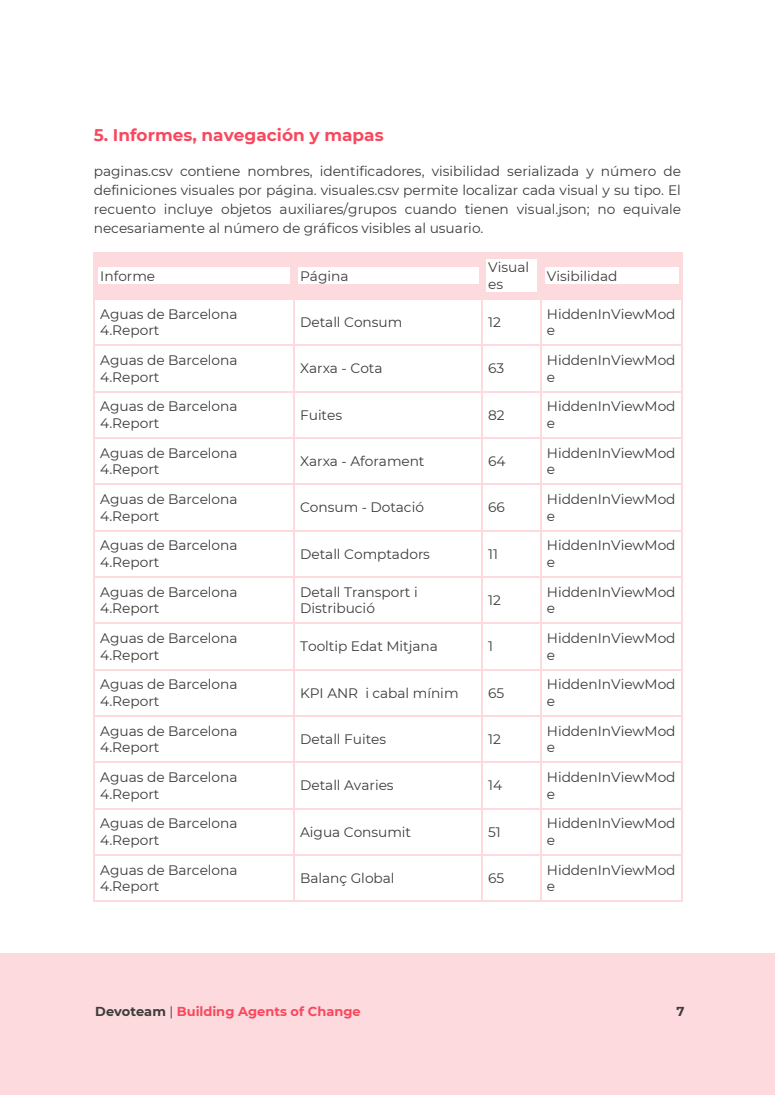 5. Informes, navegación y mapas
paginas.csv contiene nombres, identificadores, visibilidad serializada y número de
definiciones visuales por página. visuales.csv permite localizar cada visual y su tipo. El
recuento incluye objetos auxiliares/grupos cuando tienen visual.json; no equivale
necesariamente al número de gráficos visibles al usuario.
Informe Página Visual
es Visibilidad
Aguas de Barcelona
4.Report Detall Consum 12 HiddenInViewMod
e
Aguas de Barcelona
4.Report Xarxa - Cota 63 HiddenInViewMod
e
Aguas de Barcelona
4.Report Fuites 82 HiddenInViewMod
e
Aguas de Barcelona
4.Report Xarxa - Aforament 64 HiddenInViewMod
e
Aguas de Barcelona
4.Report Consum - Dotació 66 HiddenInViewMod
e
Aguas de Barcelona
4.Report Detall Comptadors 11 HiddenInViewMod
e
Aguas de Barcelona
4.Report Detall Transport i
Distribució 12 HiddenInViewMod
e
Aguas de Barcelona
4.Report Tooltip Edat Mitjana 1 HiddenInViewMod
e
Aguas de Barcelona
4.Report KPI ANR  i cabal mínim 65 HiddenInViewMod
e
Aguas de Barcelona
4.Report Detall Fuites 12 HiddenInViewMod
e
Aguas de Barcelona
4.Report Detall Avaries 14 HiddenInViewMod
e
Aguas de Barcelona
4.Report Aigua Consumit 51 HiddenInViewMod
e
Aguas de Barcelona
4.Report Balanç Global 65 HiddenInViewMod
e
Devoteam | Building Agents of Change 7